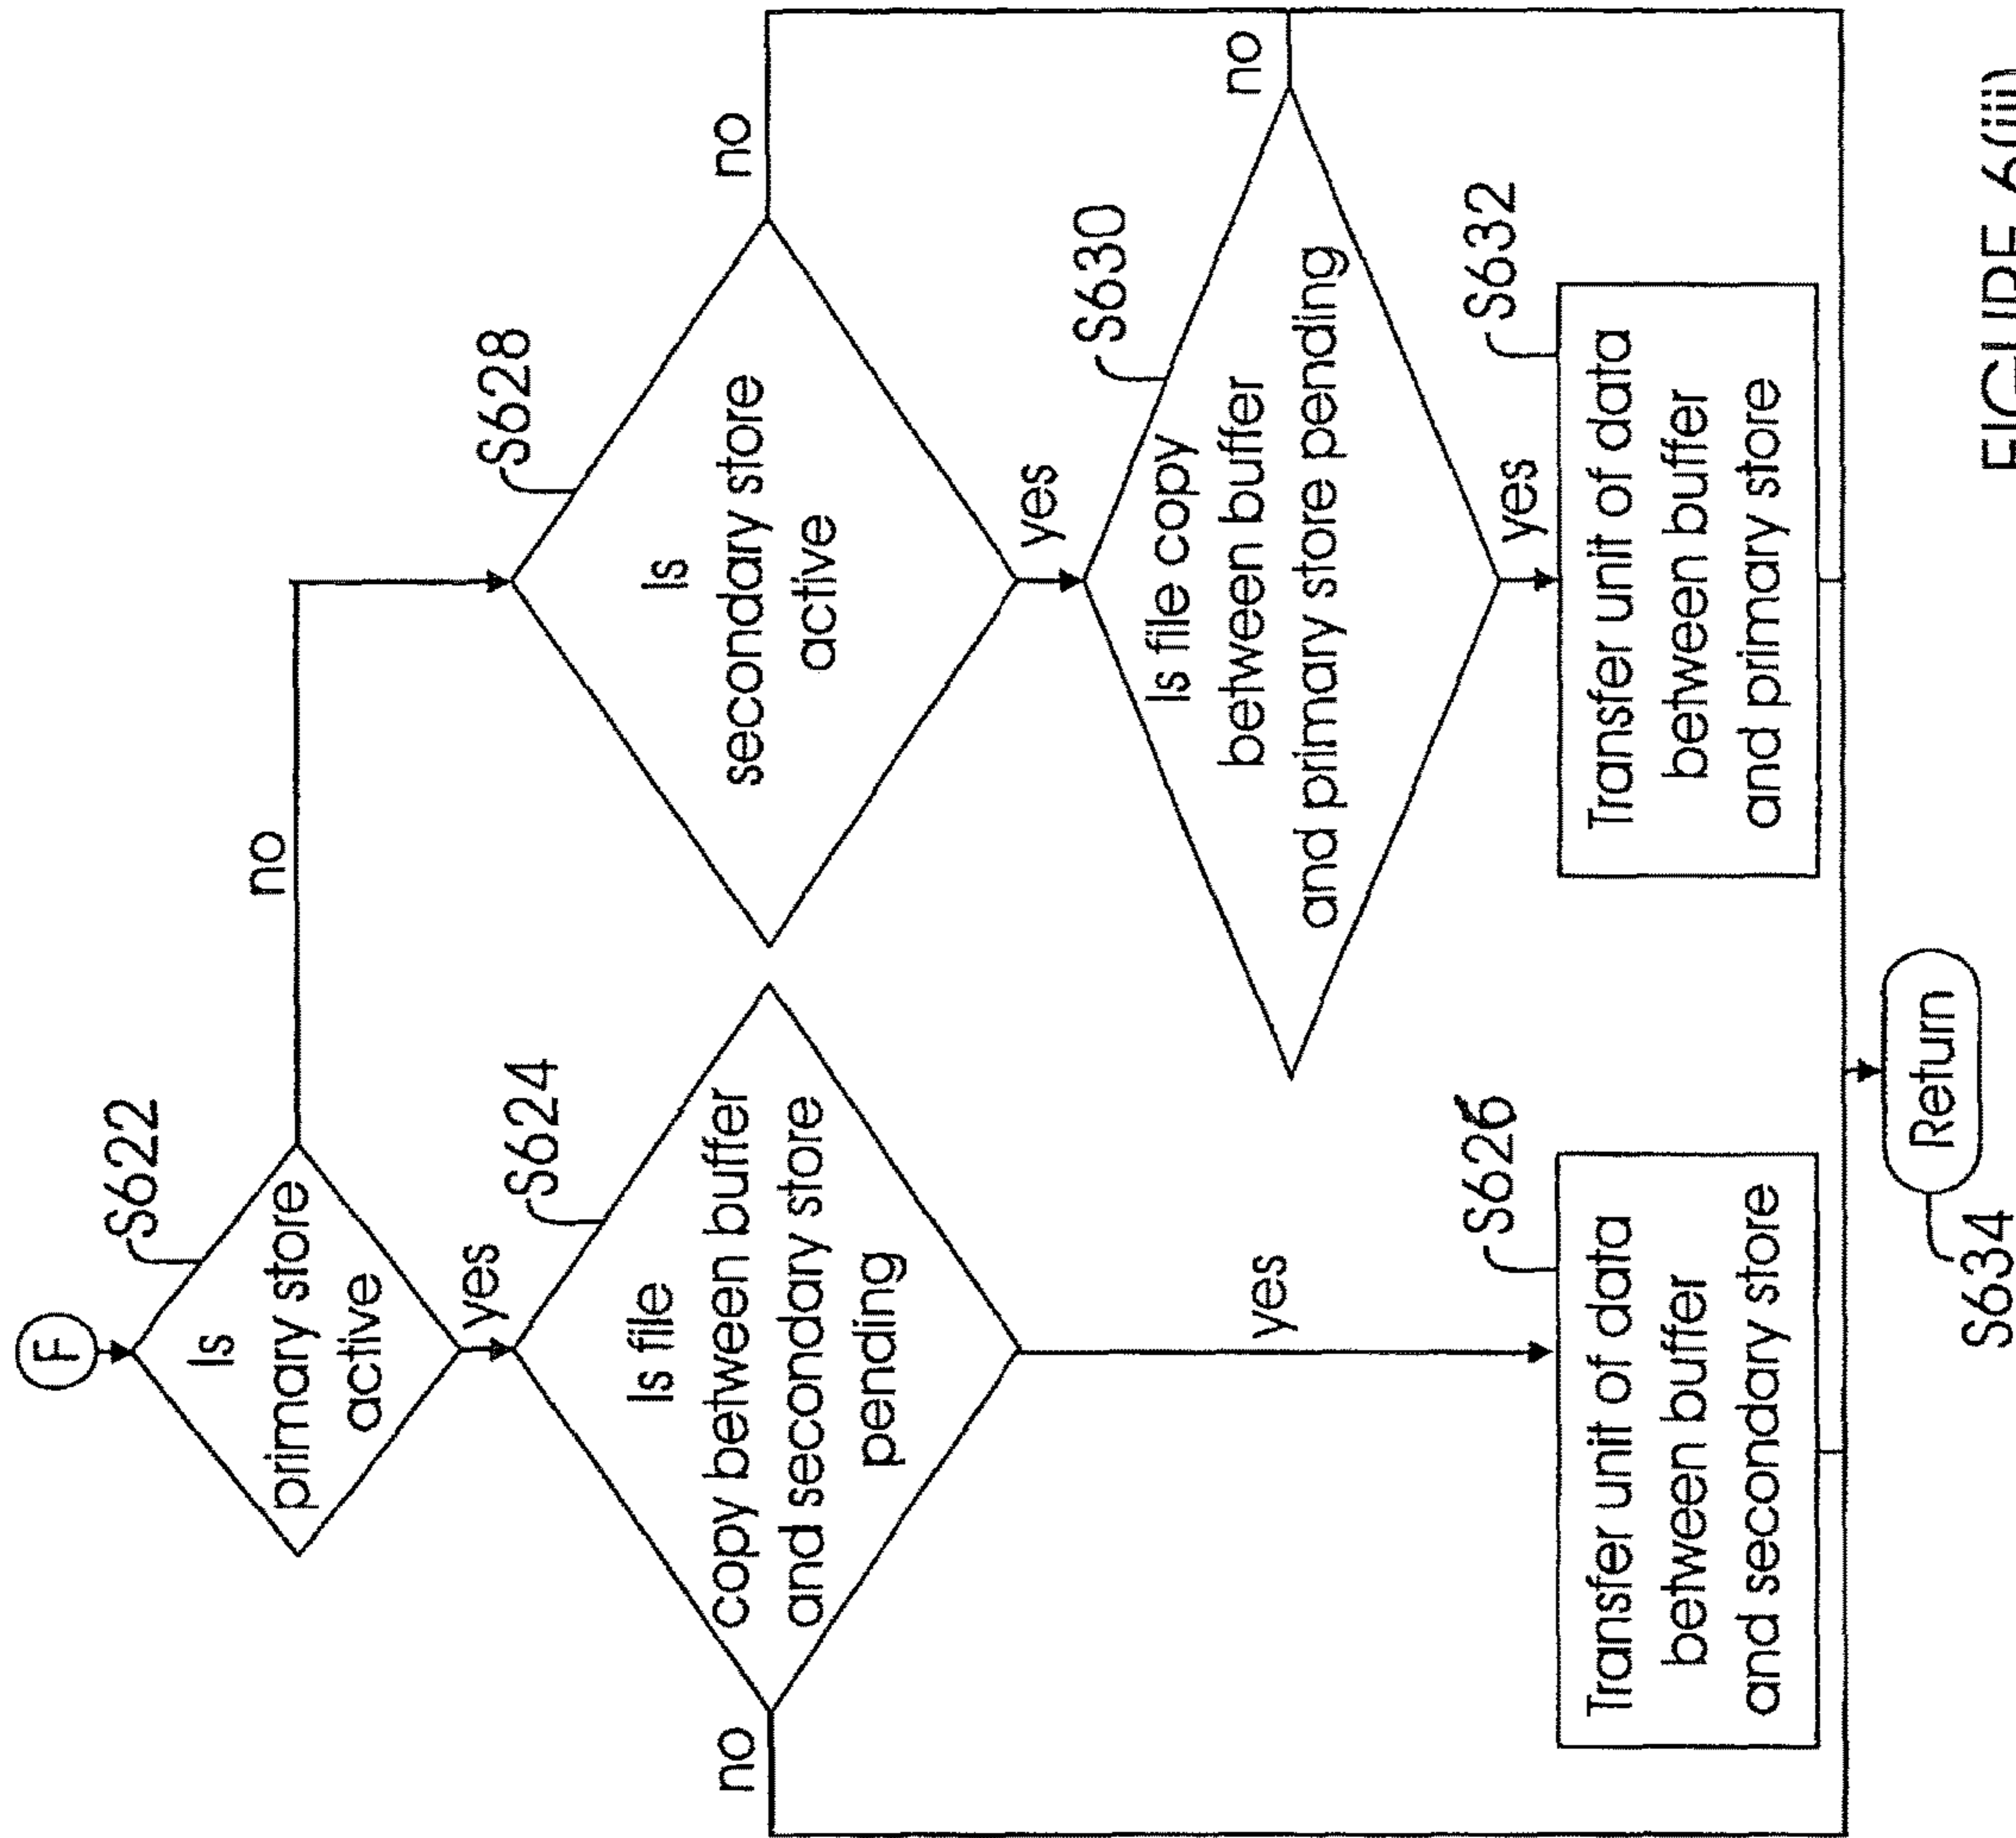 F
S622
Is
primary store
active
no
yes
S624
Is file
copy between buffer
and secondary store
pending
no
yes
S628
Is
secondary store
active
no
yes
S630
Is file copy
between buffer
and primary store pending
no
yes
S626
Transfer unit of data
between buffer
and secondary store
S632
Transfer unit of data
between buffer
and primary store
Return
S634
FIGURE 6(iii)